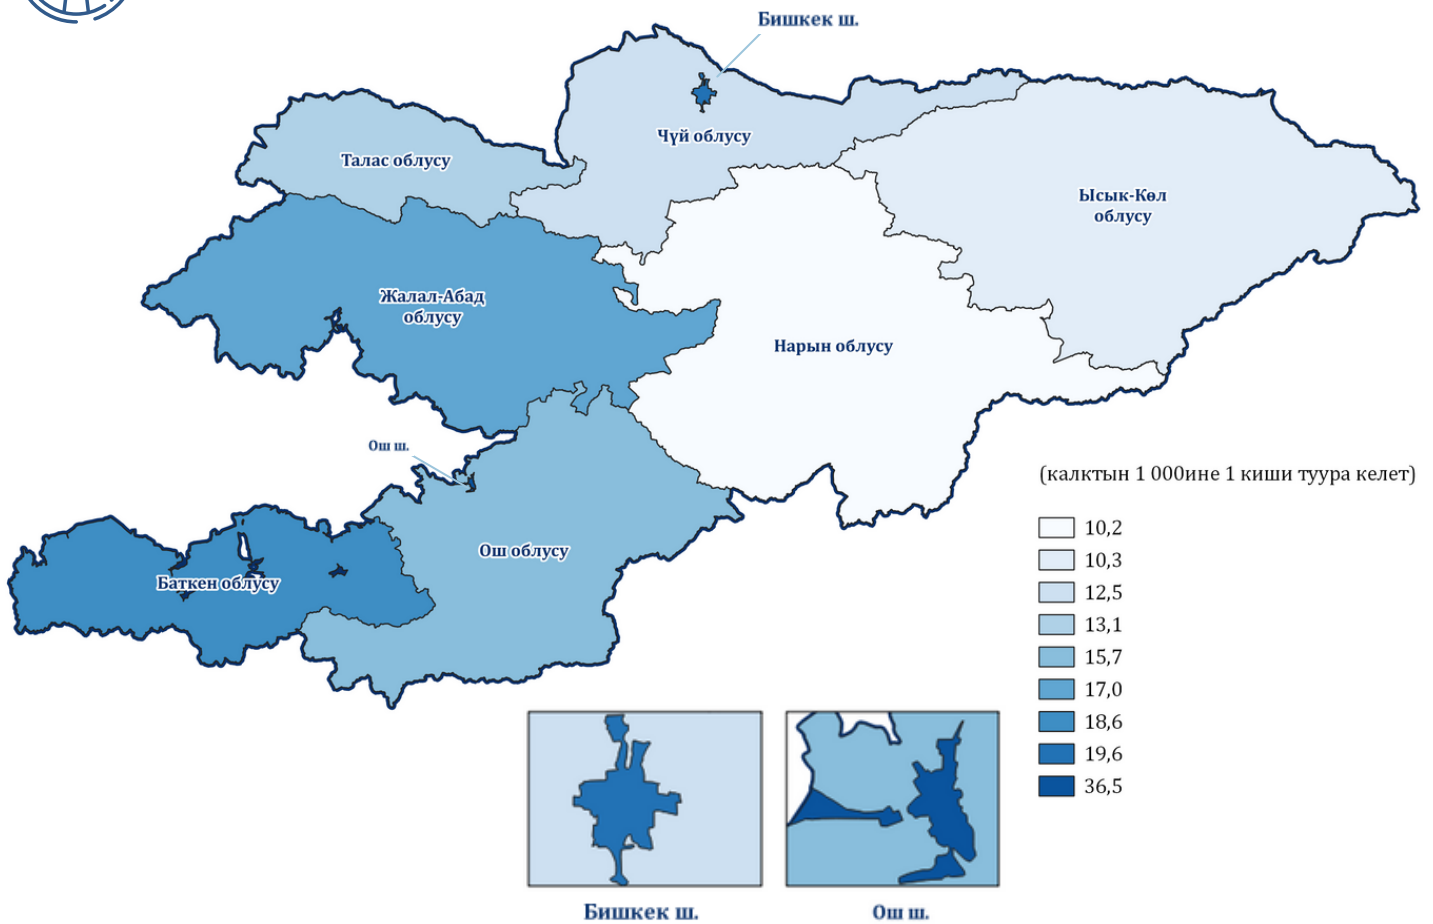 Бишкек ш.
Чүй облусу
Талас облусу
Ысык-Көл
облусу
Жалал-Абад
облусу
Нарын облусу
Ош ш.
(калктын 1 000ине 1 киши туура келет)
10,2
10,3
12,5
13,1
15,7
17,0
18,6
19,6
36,5
Ош облусу
Баткен облусу
Бишкек ш.
Ош ш.